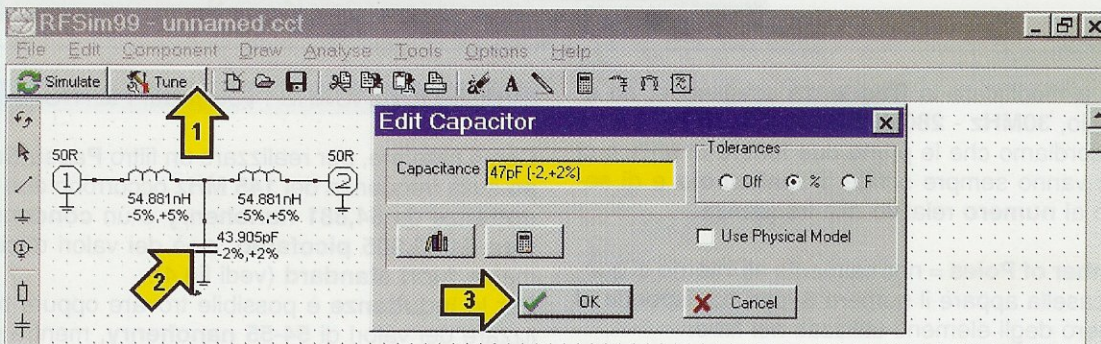 RFSim99 - unnamed.cct
File Edit Component Draw Analyse Tools Options Help
Simulate Tune A
1
50R 50R
1 2
54.881nH 54.881nH
-5%,+5% -5%,+5%
43.905pF
-2%,+2%
2
Edit Capacitor
Capacitance 47pF (-2,+2%)
Tolerances
Off % F
Use Physical Model
3
OK Cancel